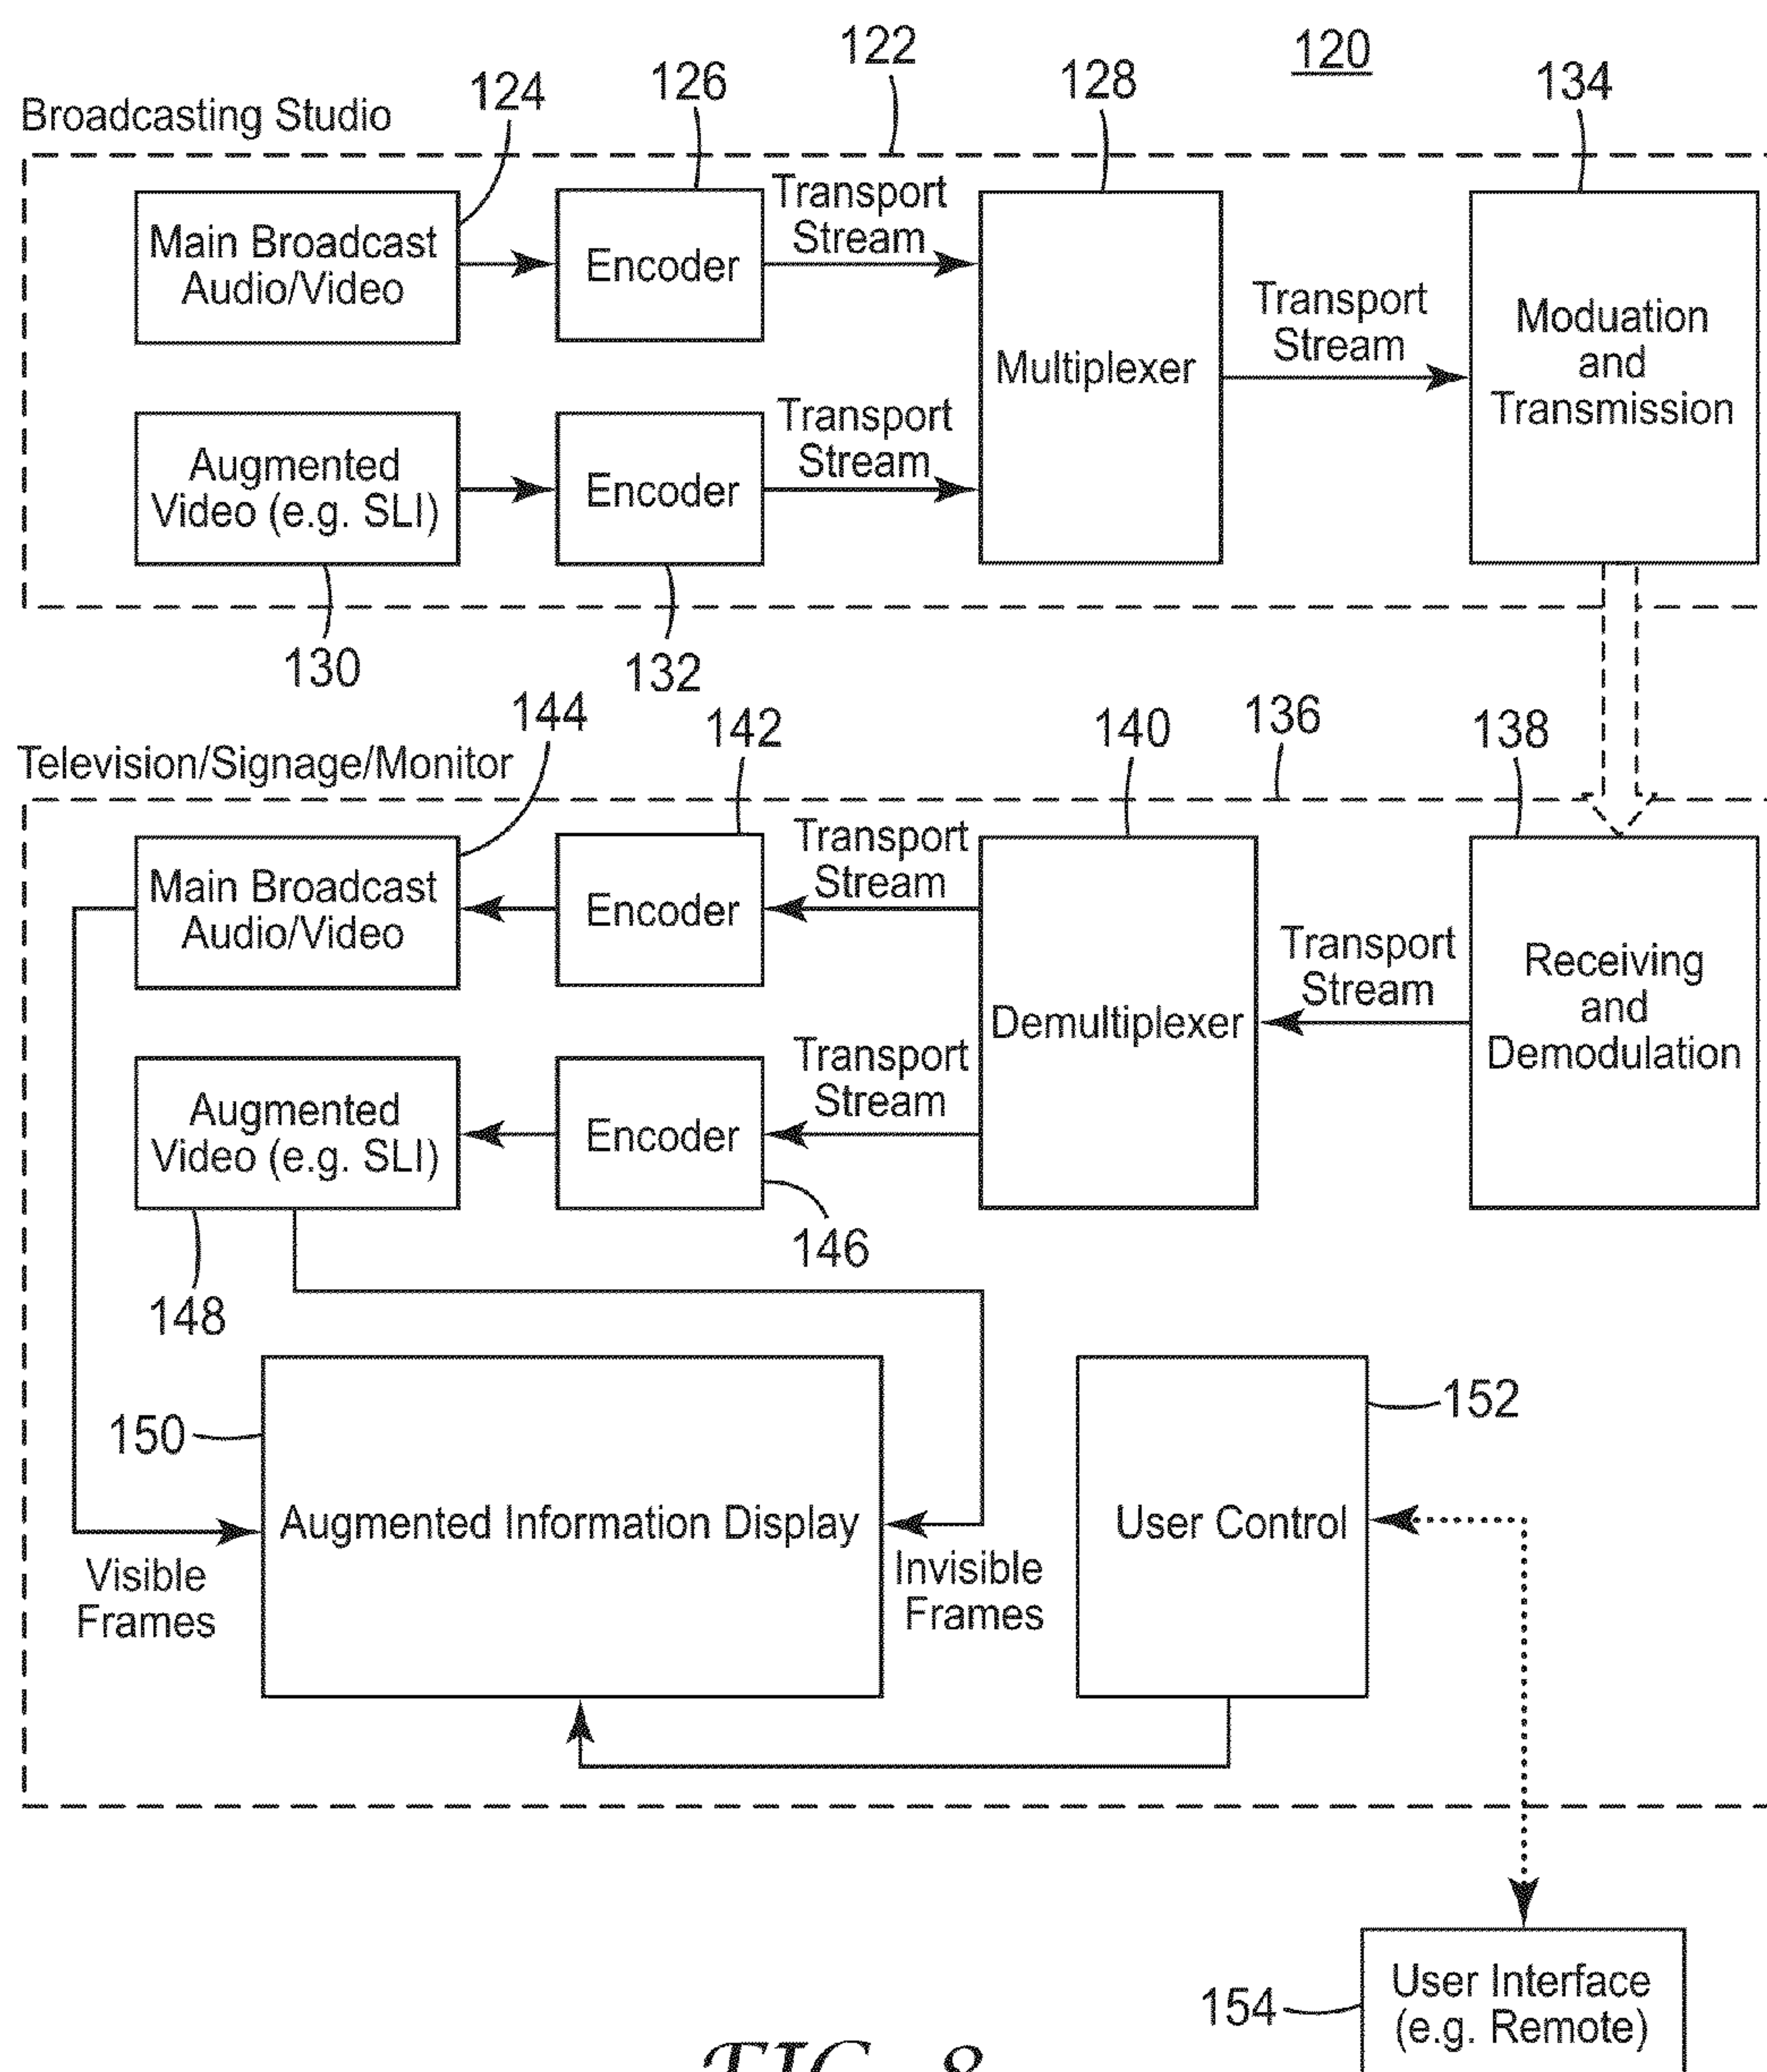 120
122
124
126
128
134
Broadcasting Studio
Main Broadcast
Audio/Video
Encoder
Transport
Stream
Multiplexer
Transport
Stream
Moduation
and
Transmission
Augmented
Video (e.g. SLI)
Encoder
Transport
Stream
130
132
144
142
140
136
138
Television/Signage/Monitor
Main Broadcast
Audio/Video
Encoder
Transport
Stream
Demultiplexer
Transport
Stream
Receiving
and
Demodulation
Augmented
Video (e.g. SLI)
Encoder
Transport
Stream
146
148
150
Augmented Information Display
Visible
Frames
Invisible
Frames
User Control
152
154
User Interface
(e.g. Remote)
FIG. 8